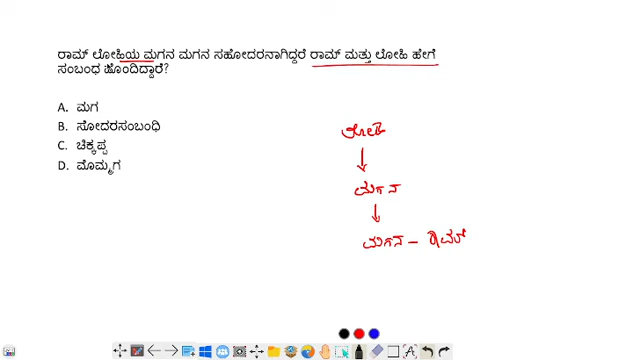 ರಾಮ್ ಲೋಹಿಯ ಮಗನ ಮಗನ ಸಹೋದರನಾಗಿದ್ದರೆ ರಾಮ್ ಮತ್ತು ಲೋಹಿ ಹೇಗೆ
ಸಂಬಂಧ ಹೊಂದಿದ್ದಾರೆ?
A. ಮಗ
B. ಸೋದರಸಂಬಂಧಿ
C. ಚಿಕ್ಕಪ್ಪ
D. ಮೊಮ್ಮಗ
ಲೋಹಿ
ಮಗನ
ಮಗನ – ರಾಮ್